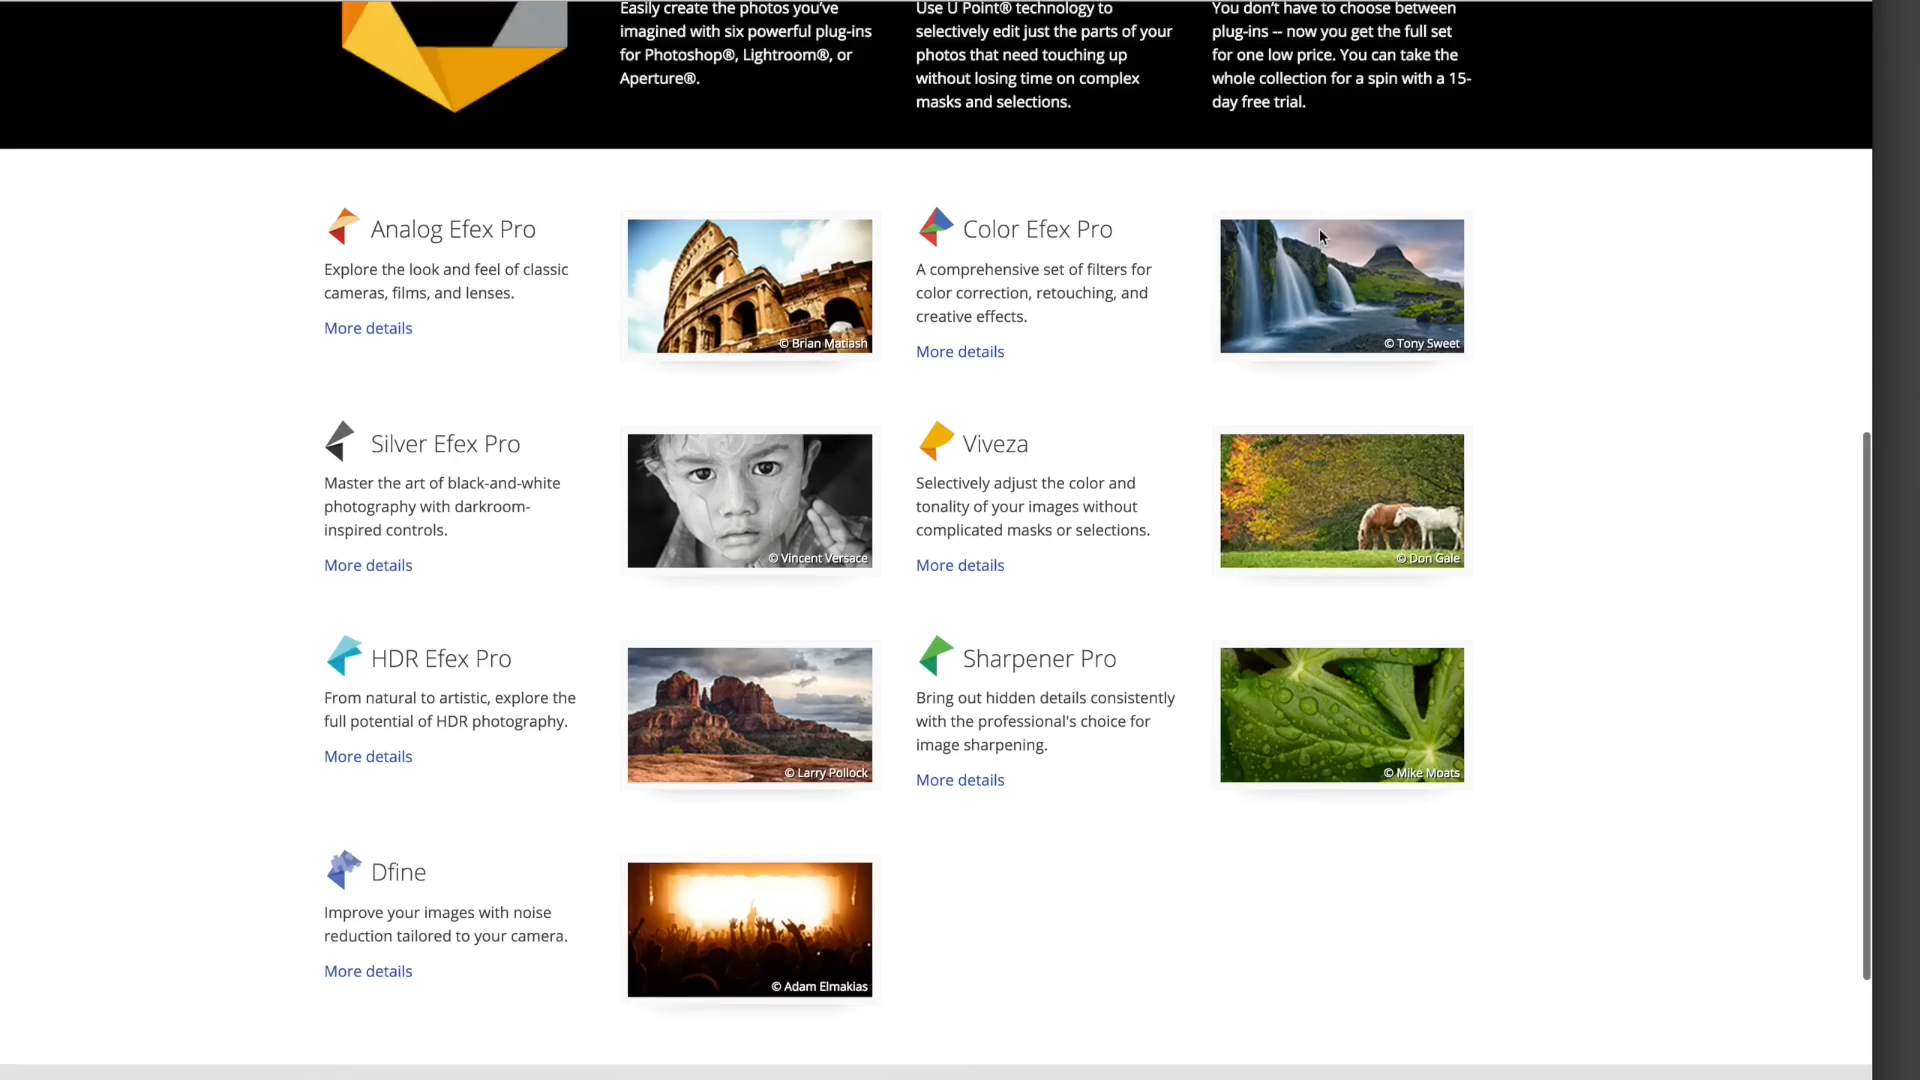 Easily create the photos you've
imagined with six powerful plug-ins
for Photoshop®, Lightroom®, or
Aperture®.
Use U Point® technology to
selectively edit just the parts of your
photos that need touching up
without losing time on complex
masks and selections.
You don't have to choose between
plug-ins -- now you get the full set
for one low price. You can take the
whole collection for a spin with a 15-
day free trial.
Analog Efex Pro
Explore the look and feel of classic
cameras, films, and lenses.
More details
© Brian Matiash
Color Efex Pro
A comprehensive set of filters for
color correction, retouching, and
creative effects.
More details
© Tony Sweet
Silver Efex Pro
Master the art of black-and-white
photography with darkroom-
inspired controls.
More details
© Vincent Versace
Viveza
Selectively adjust the color and
tonality of your images without
complicated masks or selections.
More details
© Don Gale
HDR Efex Pro
From natural to artistic, explore the
full potential of HDR photography.
More details
© Larry Pollock
Sharpener Pro
Bring out hidden details consistently
with the professional's choice for
image sharpening.
More details
© Mike Moats
Dfine
Improve your images with noise
reduction tailored to your camera.
More details
© Adam Elmakias